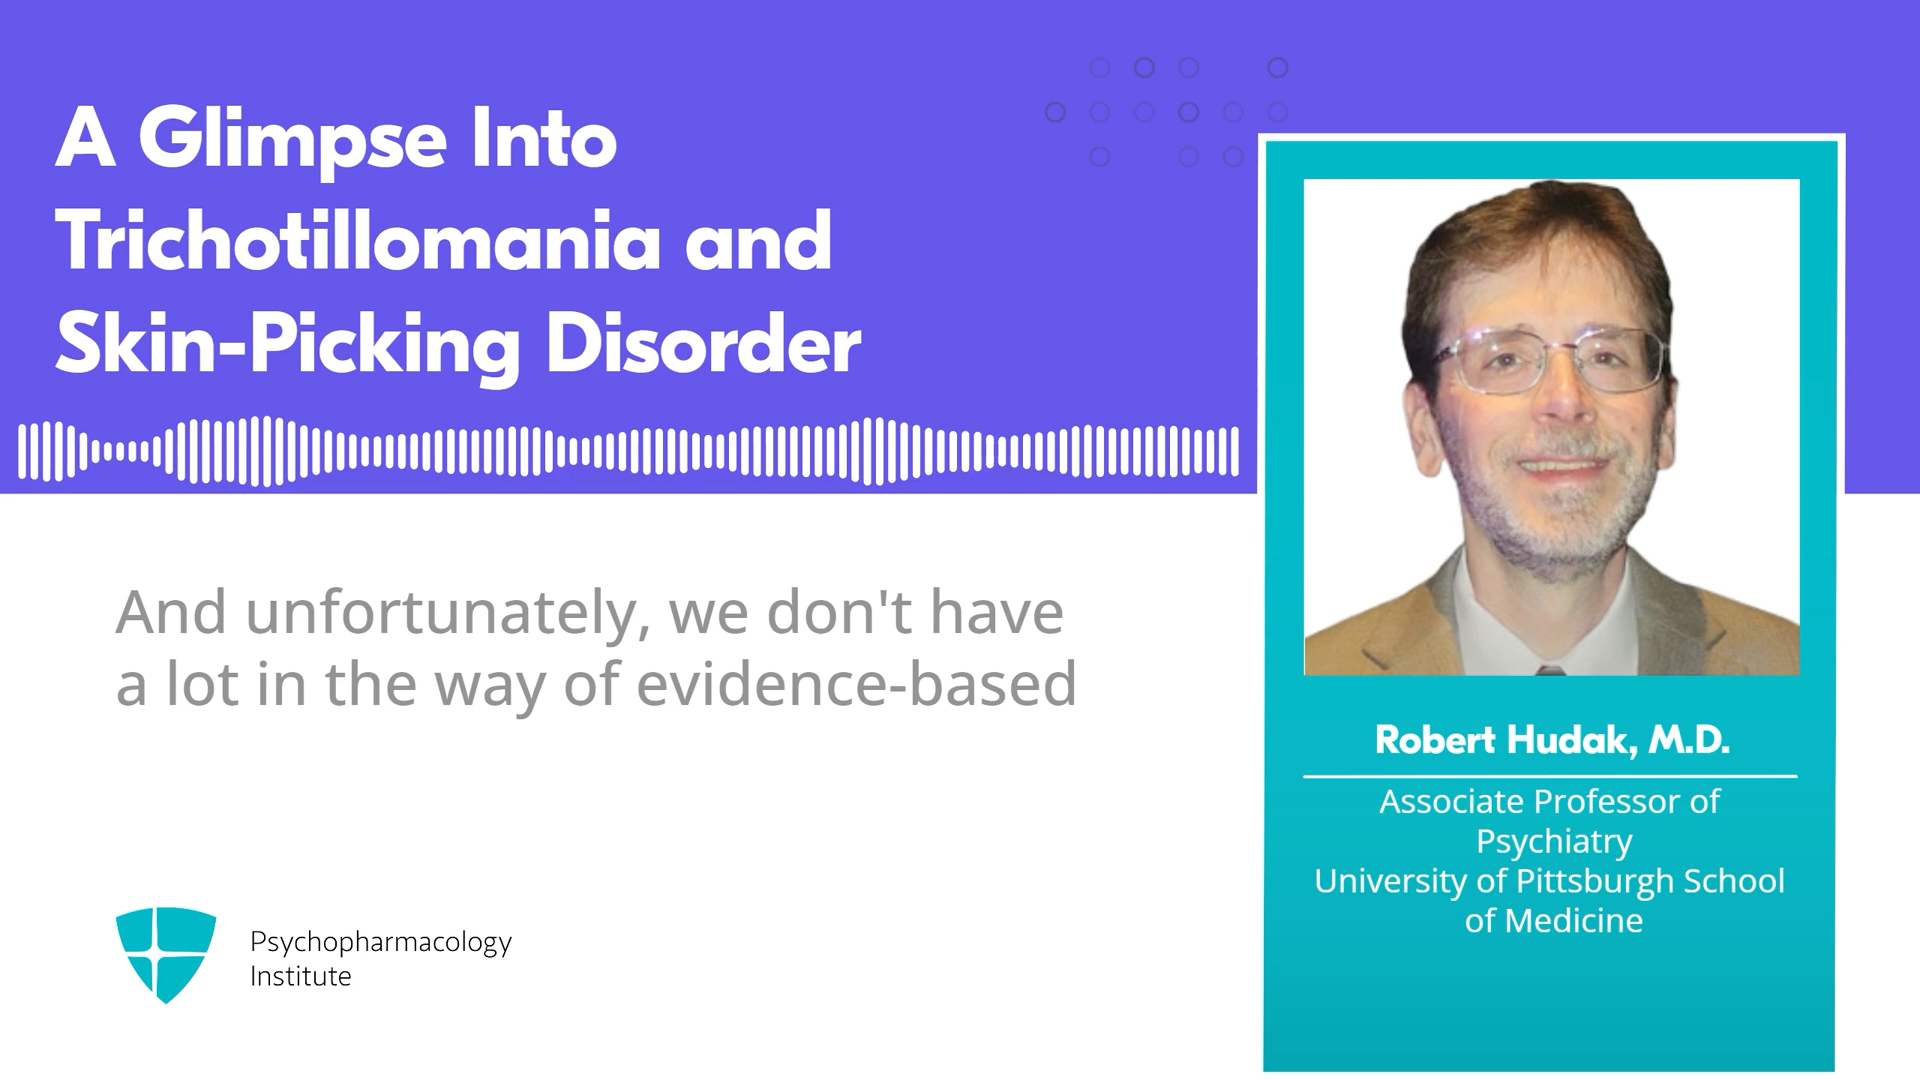 A Glimpse Into
Trichotillomania and
Skin-Picking Disorder
And unfortunately, we don't have
a lot in the way of evidence-based
Psychopharmacology
Institute
Robert Hudak, M.D.
Associate Professor of
Psychiatry
University of Pittsburgh School
of Medicine